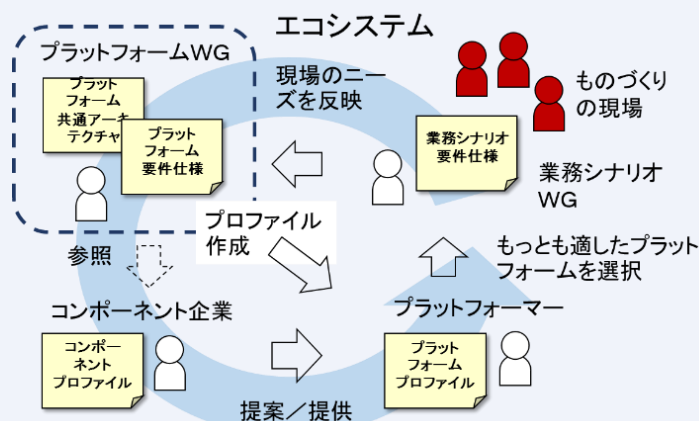 エコシステム
プラットフォームWG
プラット
フォーム
共通アーキ
テクチャ
プラット
フォーム
要件仕様
現場のニー
ズを反映
ものづくり
の現場
業務シナリオ
要件仕様
業務シナリオ
WG
プロファイル
作成
参照
もっとも適したプラット
フォームを選択
コンポーネント企業
コンポー
ネント
プロファイル
提案／提供
プラットフォーマー
プラット
フォーム
プロファイル